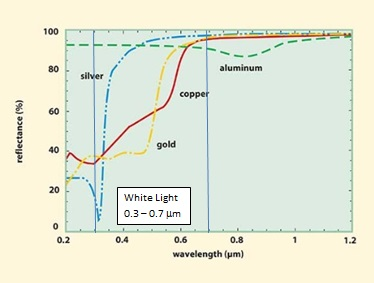 reflectance (%)
100
80
60
40
20
0
silver
aluminum
copper
gold
White Light
0.3 – 0.7 µm
0.2 0.4 0.6 0.8 1 1.2
wavelength (µm)